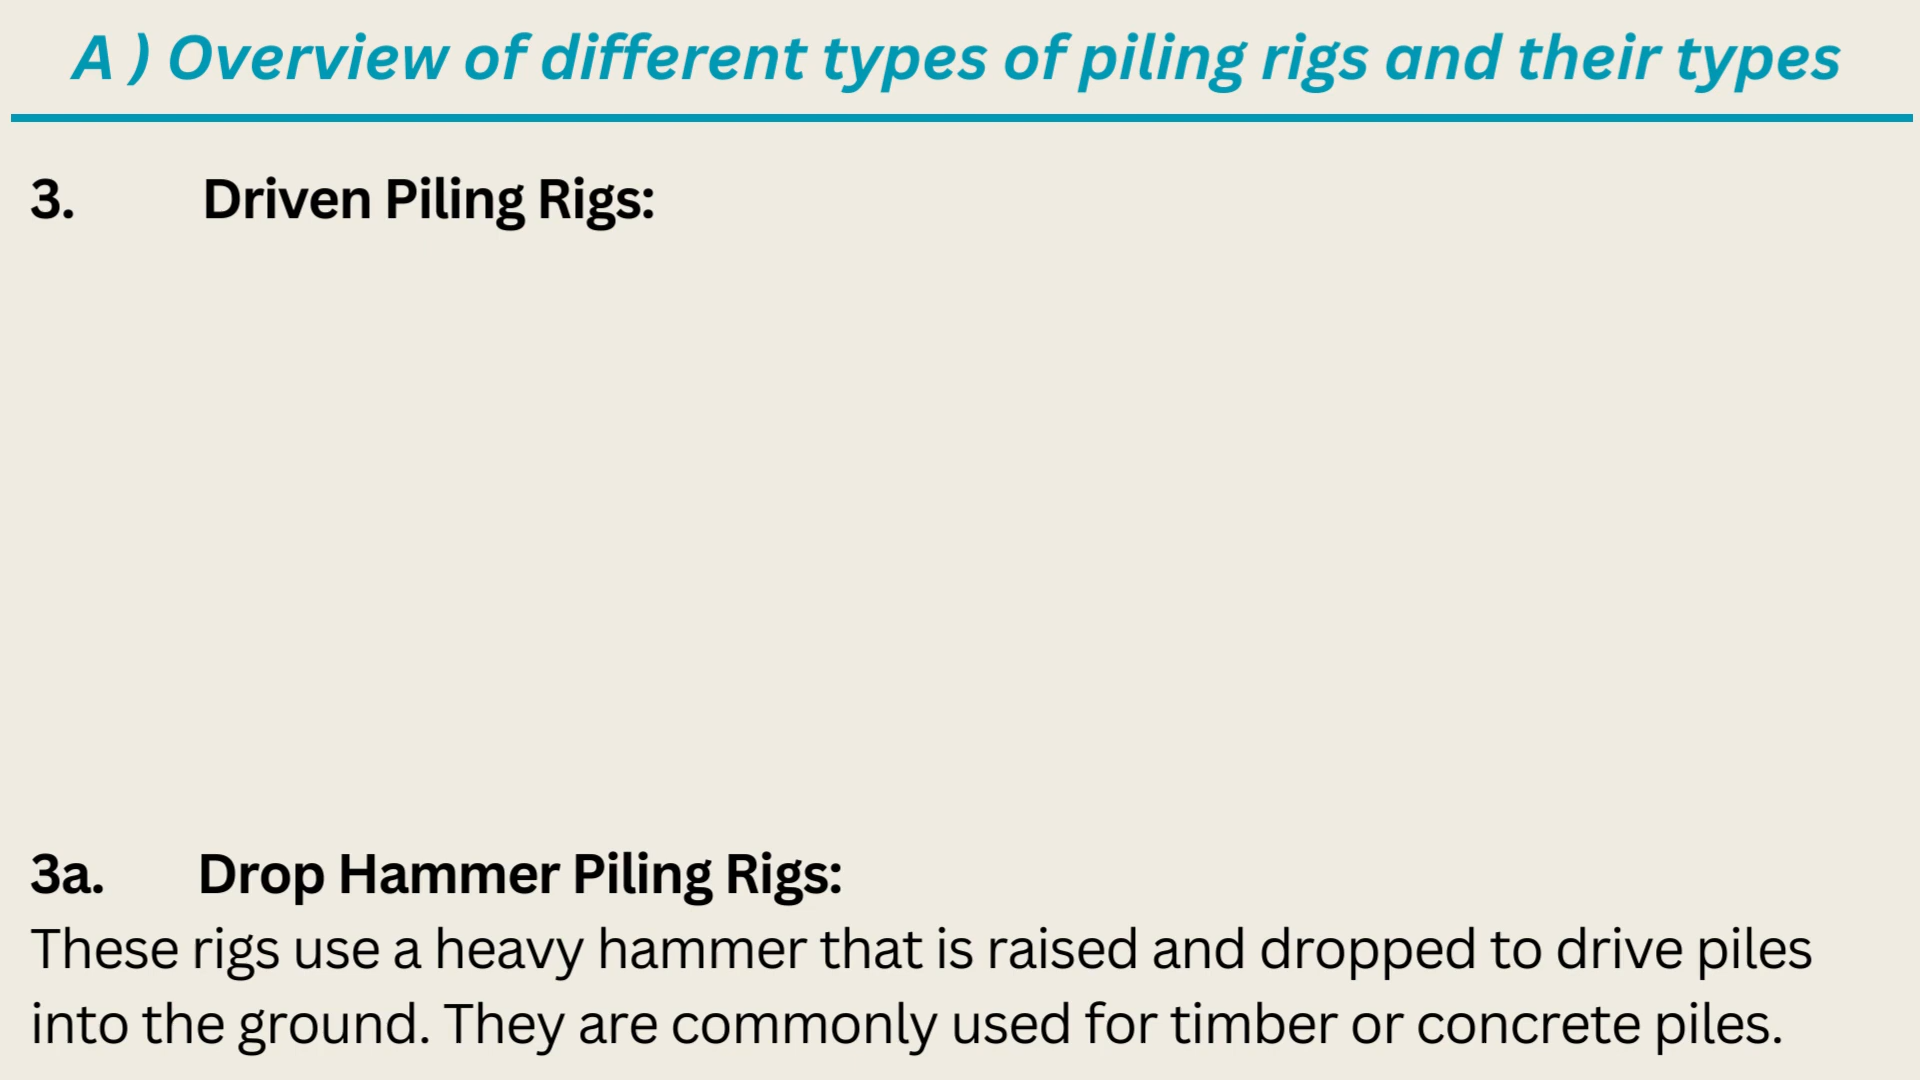 A ) Overview of different types of piling rigs and their types
3. Driven Piling Rigs:
3a. Drop Hammer Piling Rigs:
These rigs use a heavy hammer that is raised and dropped to drive piles
into the ground. They are commonly used for timber or concrete piles.